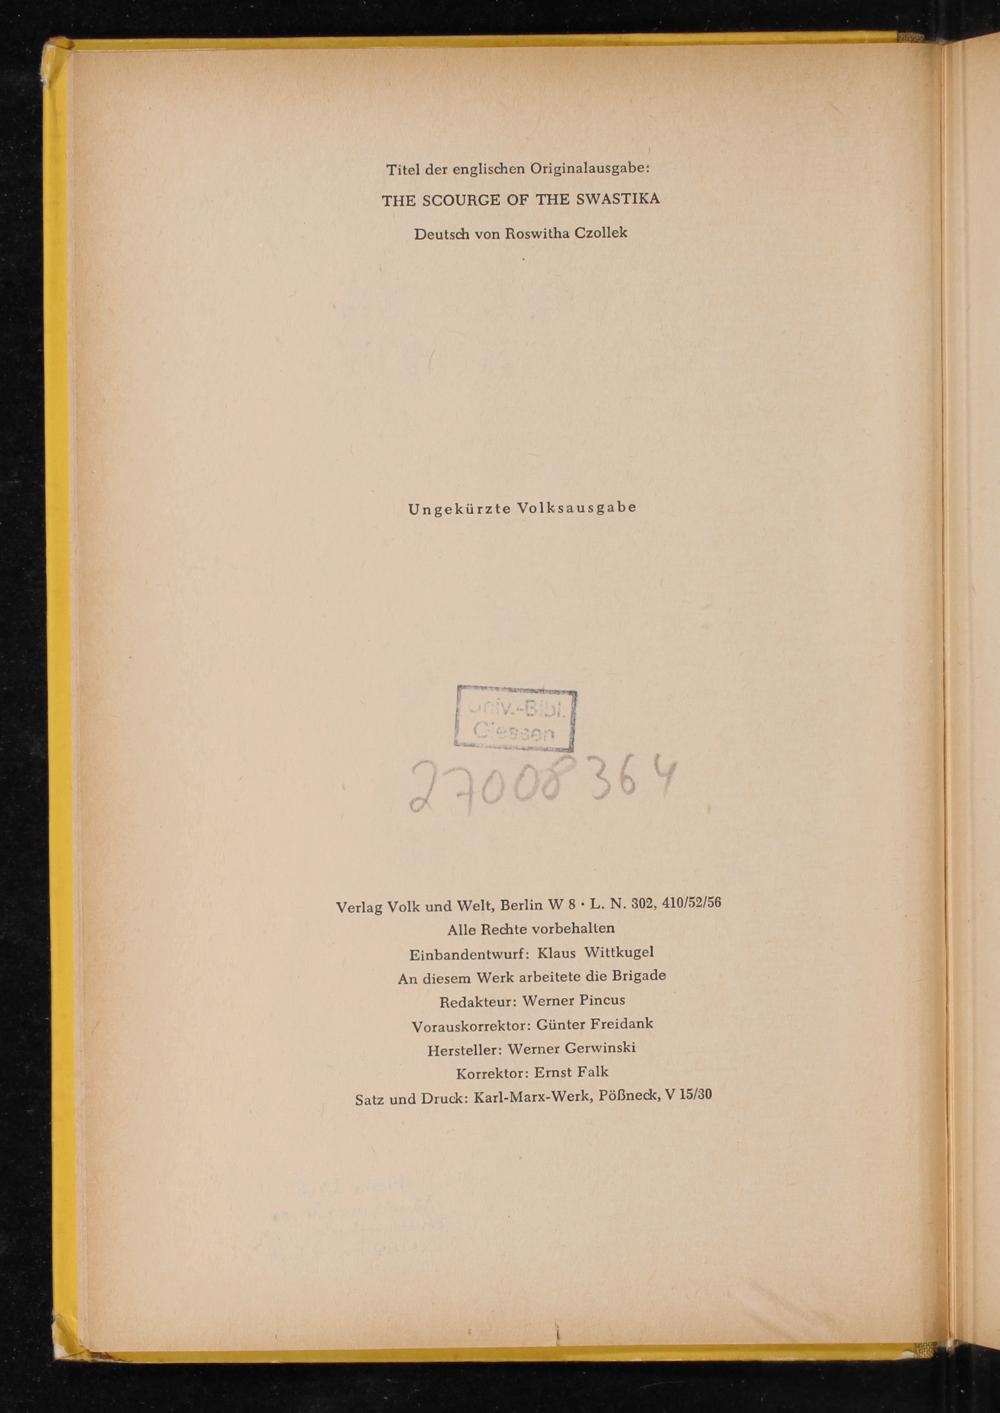 Titel der englischen Originalausgabe:
THE SCOURGE OF THE SWASTIKA
Deutsch von Roswitha Czollek
Ungekürzte Volksausgabe
Univ.-Bibl.
Giessen
27008364
Verlag Volk und Welt, Berlin W 8 · L. N. 302, 410/52/56
Alle Rechte vorbehalten
Einbandentwurf: Klaus Wittkugel
An diesem Werk arbeitete die Brigade
Redakteur: Werner Pincus
Vorauskorrektor: Günter Freidank
Hersteller: Werner Gerwinski
Korrektor: Ernst Falk
Satz und Druck: Karl-Marx-Werk, Pößneck, V 15/30